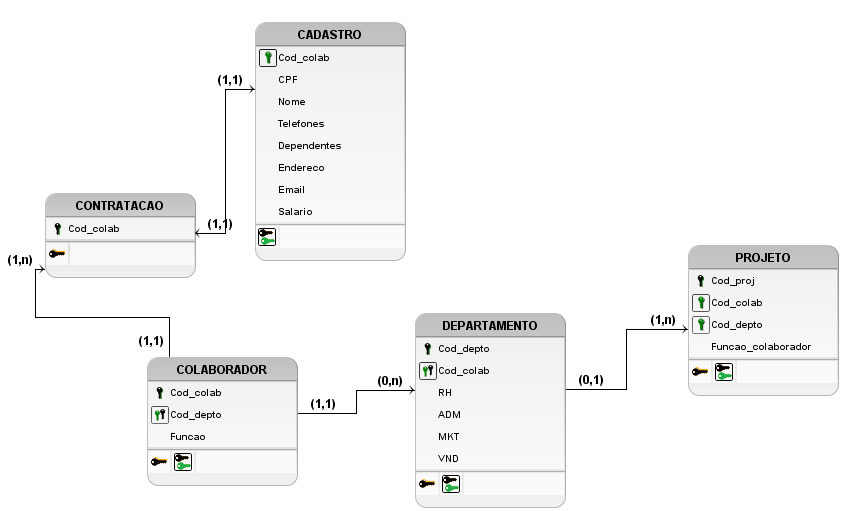 CADASTRO
Cod_colab
CPF
Nome
Telefones
Dependentes
Endereco
Email
Salario
(1,1)
(1,1)
CONTRATACAO
Cod_colab
(1,n)
(1,1)
COLABORADOR
Cod_colab
Cod_depto
Funcao
(1,1)
(0,n)
DEPARTAMENTO
Cod_depto
Cod_colab
RH
ADM
MKT
VND
(0,1)
(1,n)
PROJETO
Cod_proj
Cod_colab
Cod_depto
Funcao_colaborador